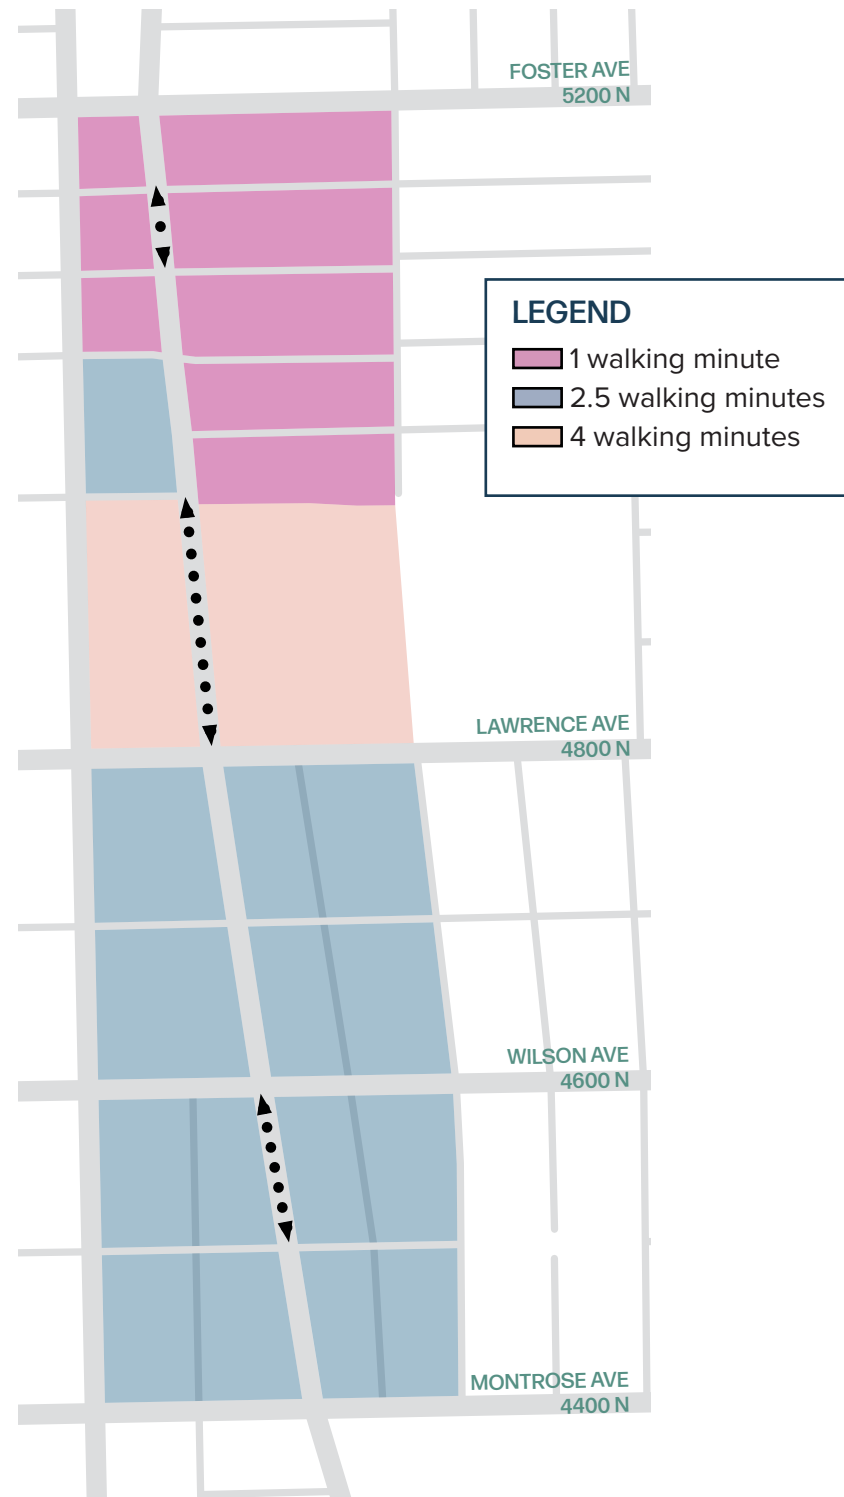 FOSTER AVE
5200 N
LEGEND
1 walking minute
2.5 walking minutes
4 walking minutes
LAWRENCE AVE
4800 N
WILSON AVE
4600 N
MONTROSE AVE
4400 N